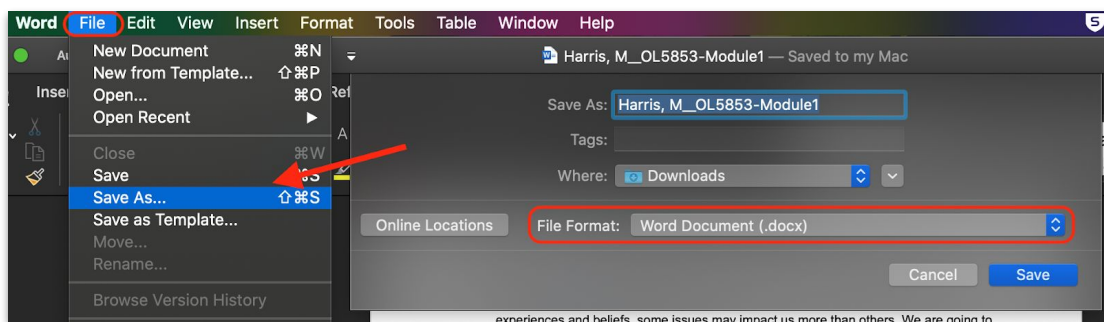 Word File Edit View Insert Format Tools Table Window Help
New Document ⌘N
New from Template... ⇧⌘P
Open... ⌘O
Open Recent ▶
Close ⌘W
Save ⌘S
Save As... ⇧⌘S
Save as Template...
Move...
Rename...
Browse Version History
Harris, M__OL5853-Module1 — Saved to my Mac
Save As: Harris, M__OL5853-Module1
Tags:
Where: Downloads
Online Locations File Format: Word Document (.docx)
Cancel Save
experiences and beliefs, some issues may impact us more than others. We are going to